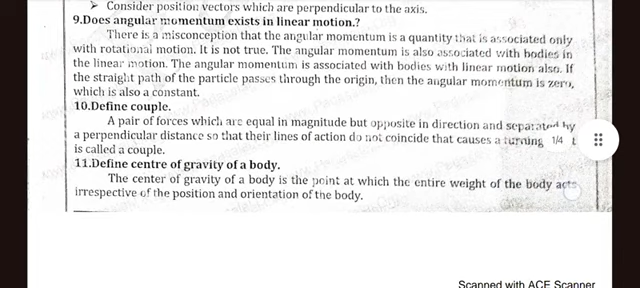 ➤ Consider position vectors which are perpendicular to the axis.
9.Does angular momentum exists in linear motion.?
There is a misconception that the angular momentum is a quantity that is associated only
with rotational motion. It is not true. The angular momentum is also associated with bodies in
the linear motion. The angular momentum is associated with bodies with linear motion also. If
the straight path of the particle passes through the origin, then the angular momentum is zero,
which is also a constant.
10.Define couple.
A pair of forces which are equal in magnitude but opposite in direction and separated by
a perpendicular distance so that their lines of action do not coincide that causes a turning
1/4
is called a couple.
11.Define centre of gravity of a body.
The center of gravity of a body is the point at which the entire weight of the body acts
irrespective of the position and orientation of the body.
Scanned with ACE Scanner